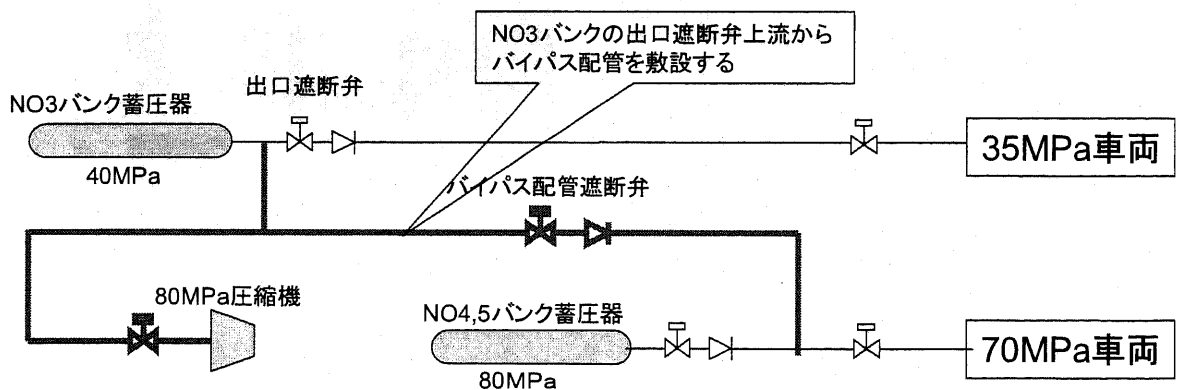 NO3バンクの出口遮断弁上流から
バイパス配管を敷設する
出口遮断弁
NO3バンク蓄圧器
40MPa
35MPa車両
バイパス配管遮断弁
80MPa圧縮機
NO4,5バンク蓄圧器
80MPa
70MPa車両